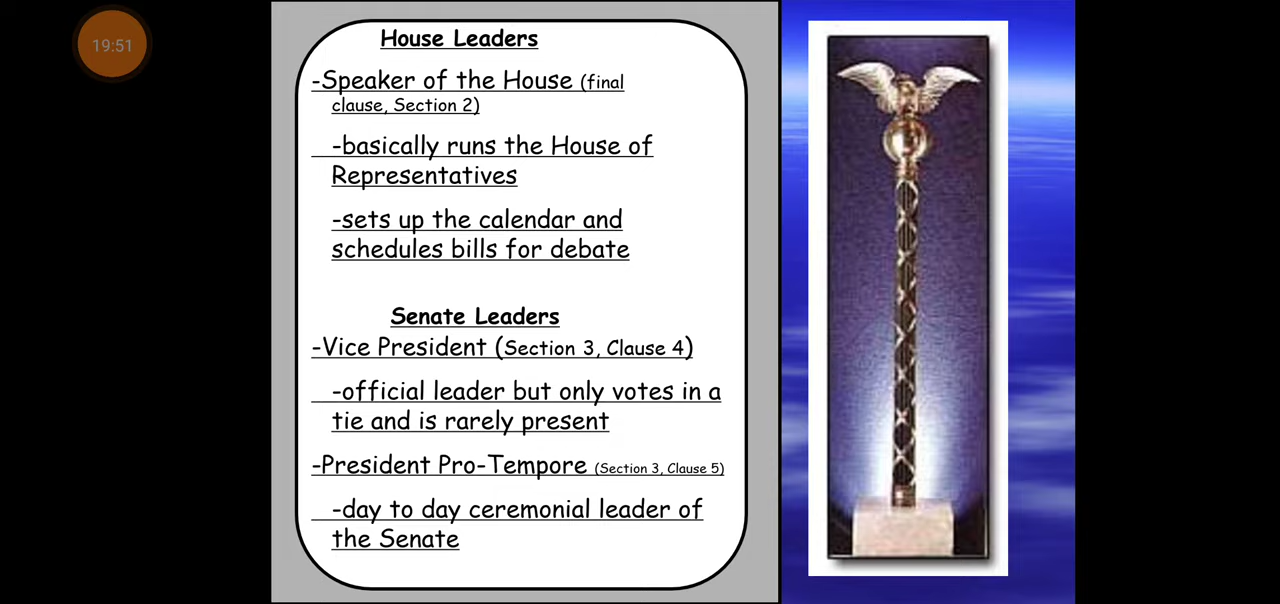 19:51
House Leaders
-Speaker of the House (final
clause, Section 2)
-basically runs the House of
Representatives
-sets up the calendar and
schedules bills for debate
Senate Leaders
-Vice President (Section 3, Clause 4)
-official leader but only votes in a
tie and is rarely present
-President Pro-Tempore (Section 3, Clause 5)
-day to day ceremonial leader of
the Senate